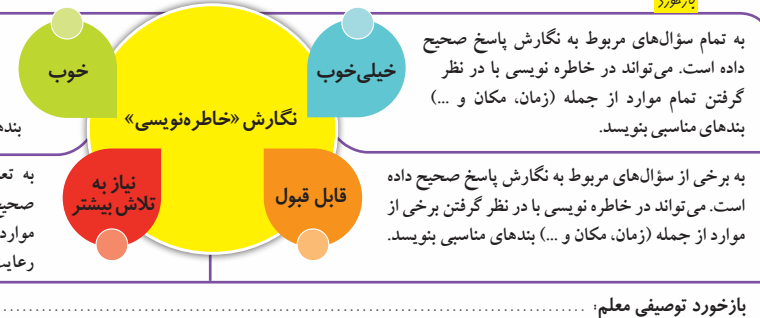 بازخورد
به تمام سؤال‌های مربوط به نگارش پاسخ صحیح
داده است. می‌تواند در خاطره نویسی با در نظر
گرفتن تمام موارد از جمله (زمان، مکان و ...)
بندهای مناسبی بنویسد.
خیلی‌خوب
خوب
نگارش «خاطره‌نویسی»
به برخی از سؤال‌های مربوط به نگارش پاسخ صحیح داده
است. می‌تواند در خاطره نویسی با در نظر گرفتن برخی از
موارد از جمله (زمان، مکان و ...) بندهای مناسبی بنویسد.
قابل قبول
نیاز به
تلاش بیشتر
به
صحیح
موارد
بازخورد توصیفی معلم: